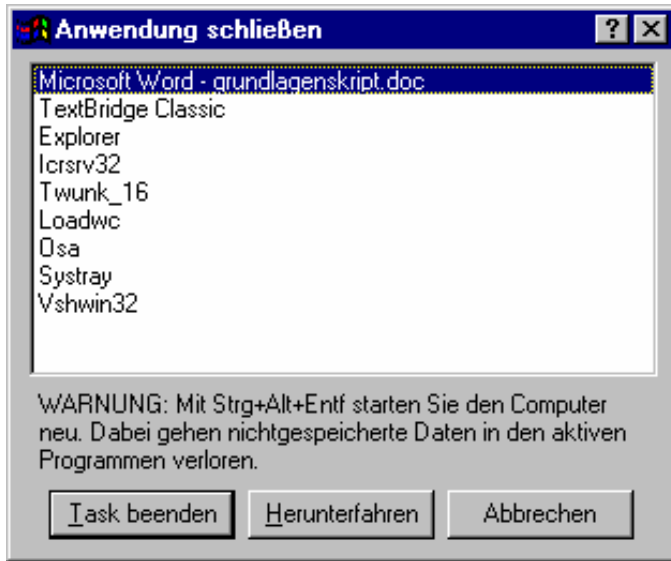 Anwendung schließen
Microsoft Word - grundlagenskript.doc
TextBridge Classic
Explorer
Icrsrv32
Twunk_16
Loadwc
Osa
Systray
Vshwin32
WARNUNG: Mit Strg+Alt+Entf starten Sie den Computer
neu. Dabei gehen nichtgespeicherte Daten in den aktiven
Programmen verloren.
Task beenden Herunterfahren Abbrechen